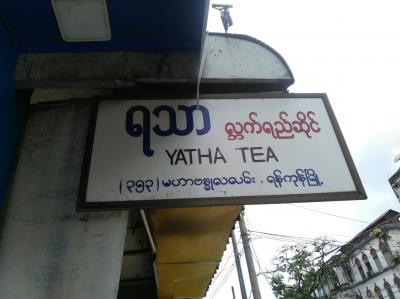 ရသာ လ္ဘက်ရည်ဆိုင်
YATHA TEA
(၃၅၃) မဟာဗန္ဓုလလမ်း . ရန်ကုန်မြို့